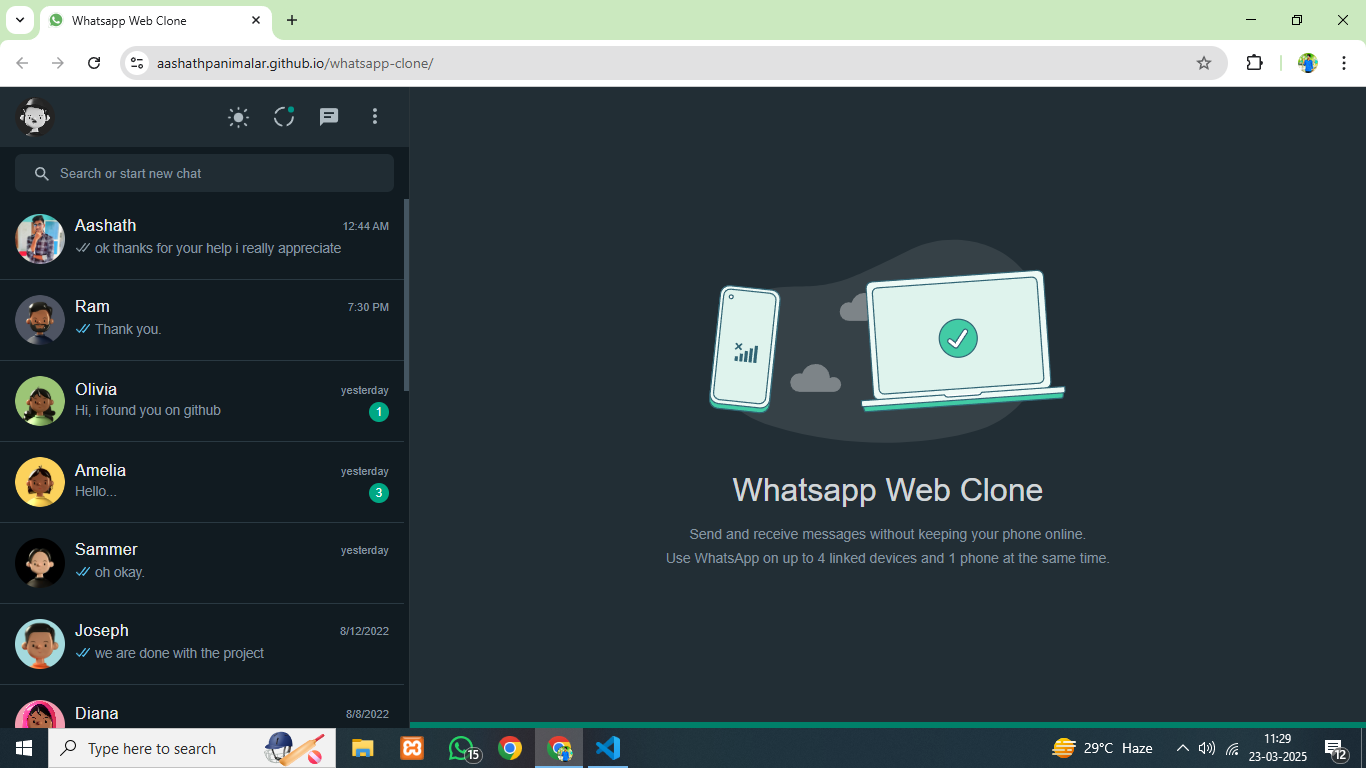 Whatsapp Web Clone
aashathpanimalar.github.io/whatsapp-clone/
Search or start new chat
Aashath
12:44 AM
ok thanks for your help i really appreciate
Ram
7:30 PM
Thank you.
Olivia
yesterday
Hi, i found you on github
1
Amelia
yesterday
Hello...
3
Sammer
yesterday
oh okay.
Joseph
8/12/2022
we are done with the project
Diana
8/8/2022
Whatsapp Web Clone
Send and receive messages without keeping your phone online.
Use WhatsApp on up to 4 linked devices and 1 phone at the same time.
Type here to search
15
29°C Haze
11:29
23-03-2025
12